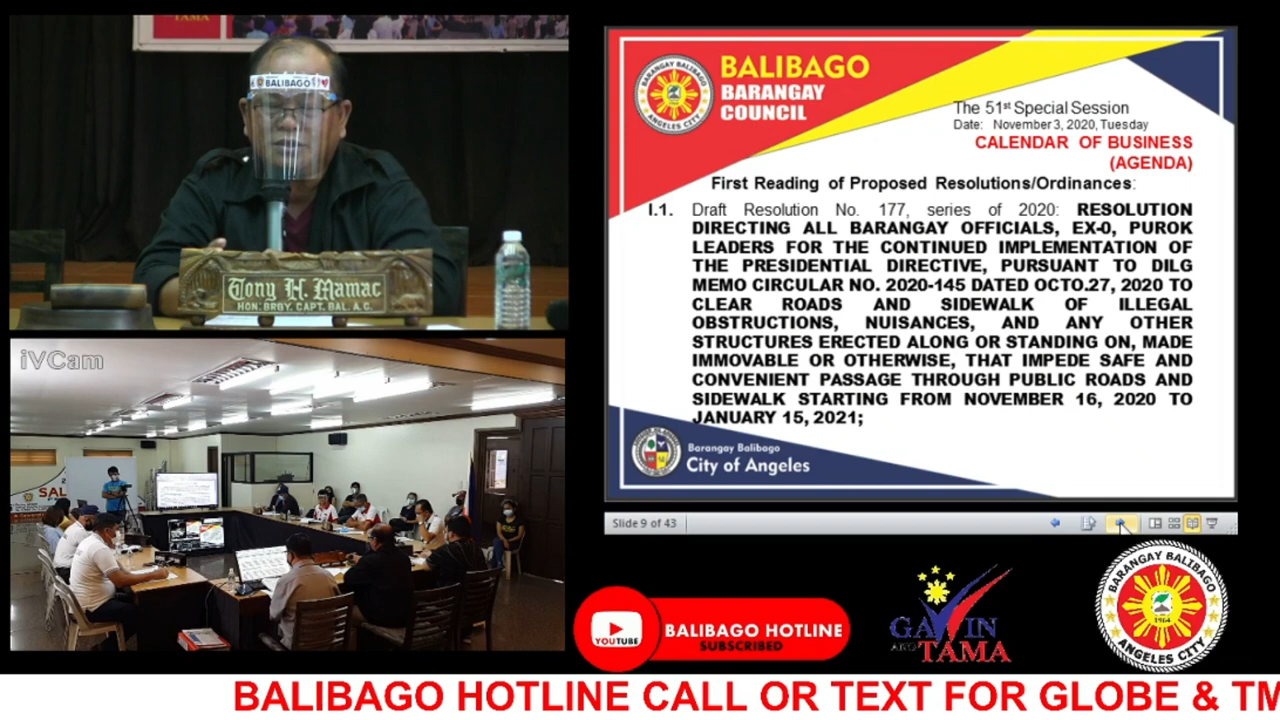 TAMA
BALIBAGO
Tony H. Mamac
HON. BRGY. CAPT. BAL. A.C.
iVCam
SAL
BARANGAY BALIBAGO
ANGELES CITY
BALIBAGO
BARANGAY
COUNCIL
The 51st Special Session
Date: November 3, 2020, Tuesday
CALENDAR OF BUSINESS
(AGENDA)
First Reading of Proposed Resolutions/Ordinances:
I.1. Draft Resolution No. 177, series of 2020: RESOLUTION
DIRECTING ALL BARANGAY OFFICIALS, EX-0, PUROK
LEADERS FOR THE CONTINUED IMPLEMENTATION OF
THE PRESIDENTIAL DIRECTIVE, PURSUANT TO DILG
MEMO CIRCULAR NO. 2020-145 DATED OCTO.27, 2020 TO
CLEAR ROADS AND SIDEWALK OF ILLEGAL
OBSTRUCTIONS, NUISANCES, AND ANY OTHER
STRUCTURES ERECTED ALONG OR STANDING ON, MADE
IMMOVABLE OR OTHERWISE, THAT IMPEDE SAFE AND
CONVENIENT PASSAGE THROUGH PUBLIC ROADS AND
SIDEWALK STARTING FROM NOVEMBER 16, 2020 TO
JANUARY 15, 2021;
Barangay Balibago
City of Angeles
Slide 9 of 43
YOUTUBE
BALIBAGO HOTLINE
SUBSCRIBED
GAWIN
AND TAMA
BARANGAY BALIBAGO
1964
ANGELES CITY
BALIBAGO HOTLINE CALL OR TEXT FOR GLOBE & TM